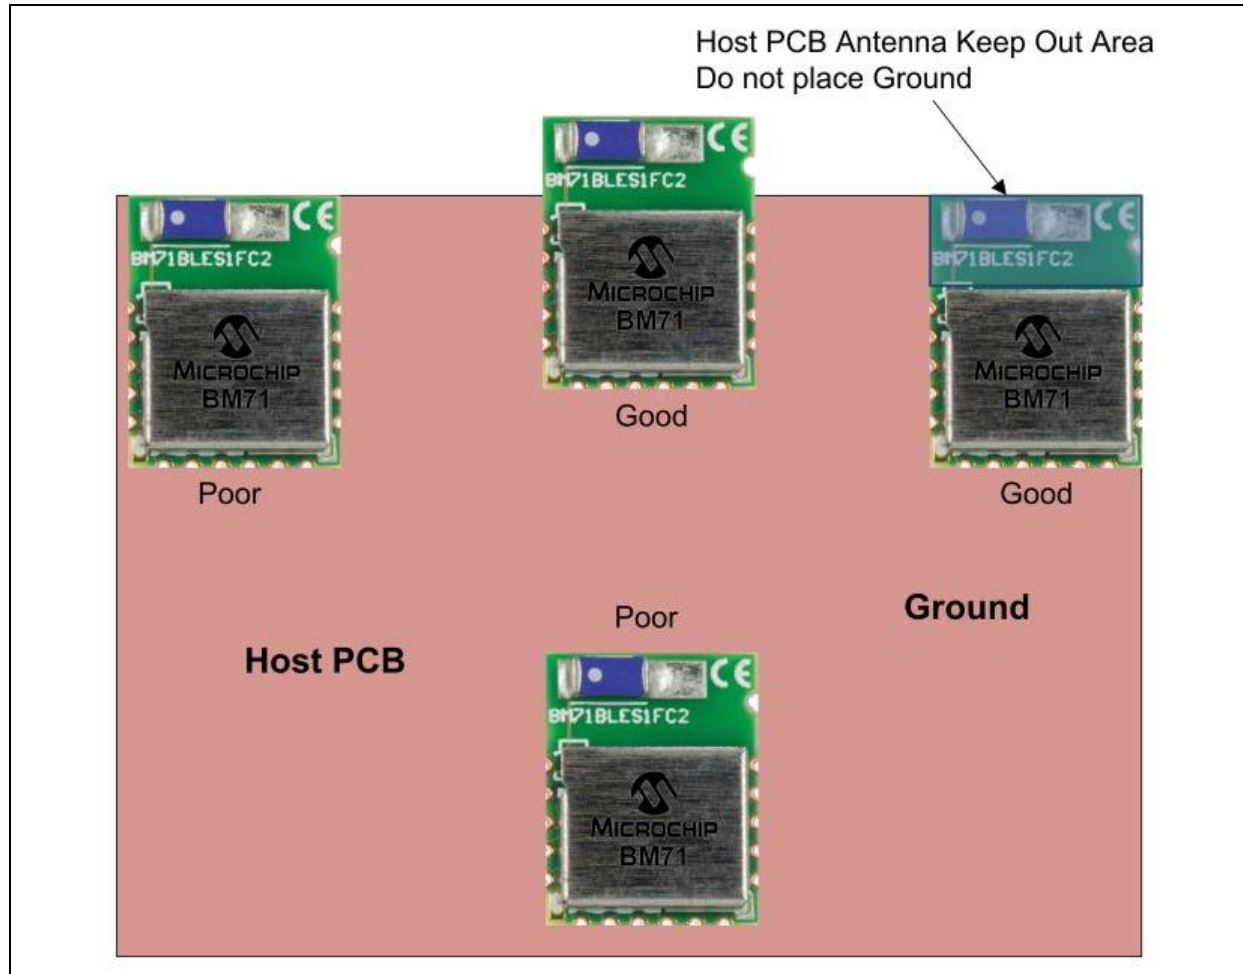 Host PCB Antenna Keep Out Area
Do not place Ground
CE
BM71BLES1FC2
MICROCHIP
BM71
Poor
CE
BM71BLES1FC2
MICROCHIP
BM71
Good
CE
BM71BLES1FC2
MICROCHIP
BM71
Good
Host PCB
Ground
Poor
CE
BM71BLES1FC2
MICROCHIP
BM71